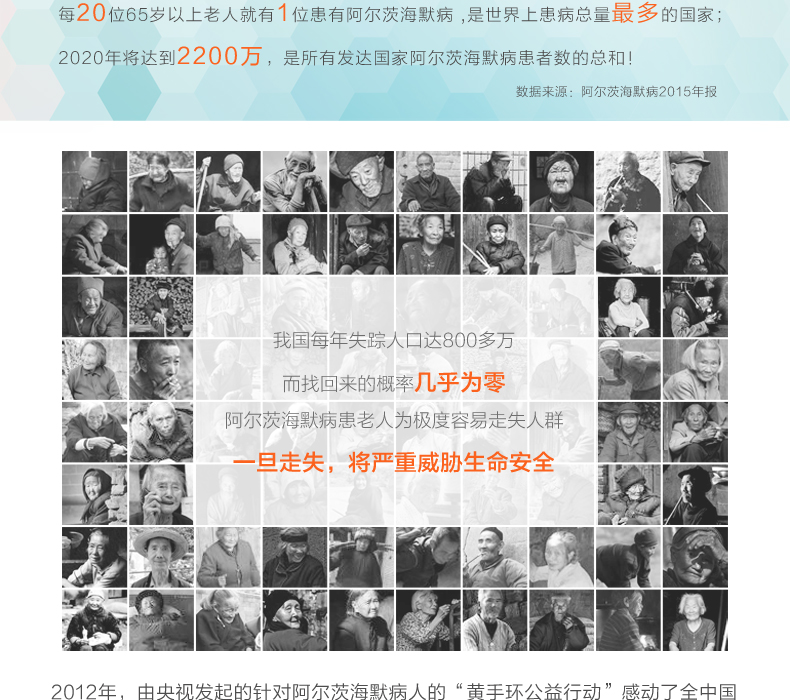 每20位65岁以上老人就有1位患有阿尔茨海默病 ,是世界上患病总量最多的国家；
2020年将达到2200万，是所有发达国家阿尔茨海默病患者数的总和！
数据来源：阿尔茨海默病2015年报
我国每年失踪人口达800多万
而找回来的概率几乎为零
阿尔茨海默病患老人为极度容易走失人群
一旦走失，将严重威胁生命安全
2012年，由央视发起的针对阿尔茨海默病人的“黄手环公益行动”感动了全中国